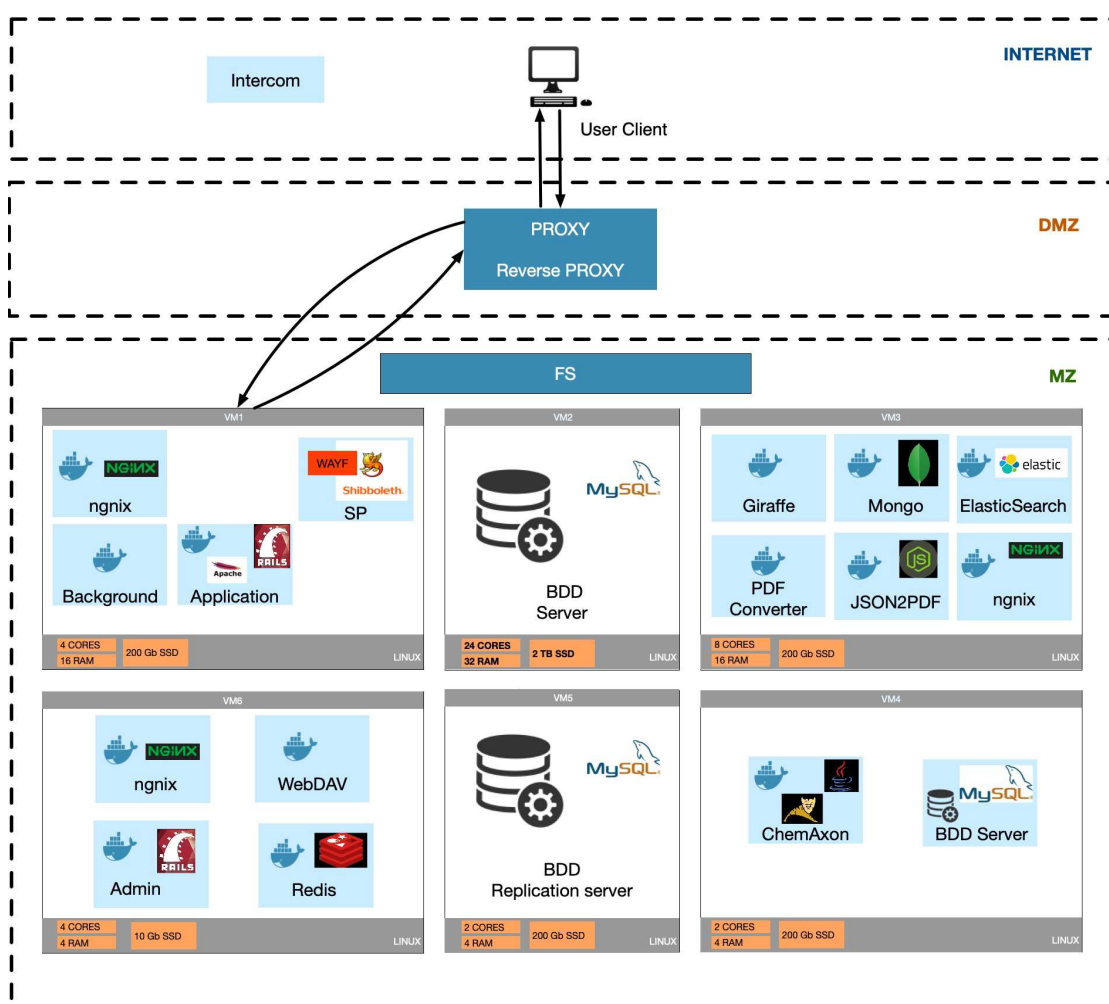 INTERNET
Intercom
User Client
DMZ
PROXY
Reverse PROXY
MZ
FS
VM1
NGiNX
ngnix
WAYF
Shibboleth.
SP
Background
Apache
RAILS
Application
4 CORES
16 RAM
200 Gb SSD
LINUX
VM2
MySQL
BDD
Server
24 CORES
32 RAM
2 TB SSD
LINUX
VM3
Giraffe
Mongo
elastic
ElasticSearch
PDF
Converter
JS
JSON2PDF
NGiNX
ngnix
8 CORES
16 RAM
200 Gb SSD
LINUX
VM6
NGiNX
ngnix
WebDAV
RAILS
Admin
Redis
4 CORES
4 RAM
10 Gb SSD
LINUX
VM5
MySQL
BDD
Replication server
2 CORES
4 RAM
200 Gb SSD
LINUX
VM4
ChemAxon
MySQL
BDD Server
2 CORES
4 RAM
200 Gb SSD
LINUX